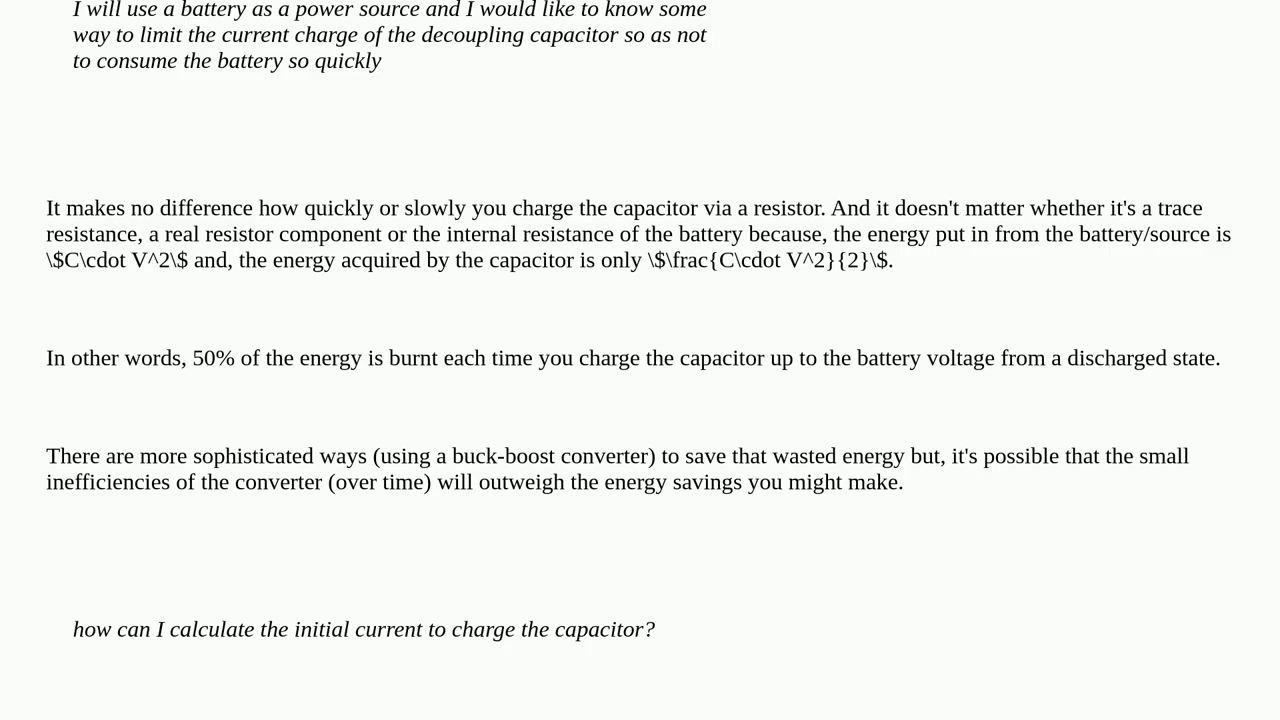 I will use a battery as a power source and I would like to know some
way to limit the current charge of the decoupling capacitor so as not
to consume the battery so quickly
It makes no difference how quickly or slowly you charge the capacitor via a resistor. And it doesn't matter whether it's a trace
resistance, a real resistor component or the internal resistance of the battery because, the energy put in from the battery/source is
\$C\cdot V^2\$ and, the energy acquired by the capacitor is only \$\frac{C\cdot V^2}{2}\$.
In other words, 50% of the energy is burnt each time you charge the capacitor up to the battery voltage from a discharged state.
There are more sophisticated ways (using a buck-boost converter) to save that wasted energy but, it's possible that the small
inefficiencies of the converter (over time) will outweigh the energy savings you might make.
how can I calculate the initial current to charge the capacitor?